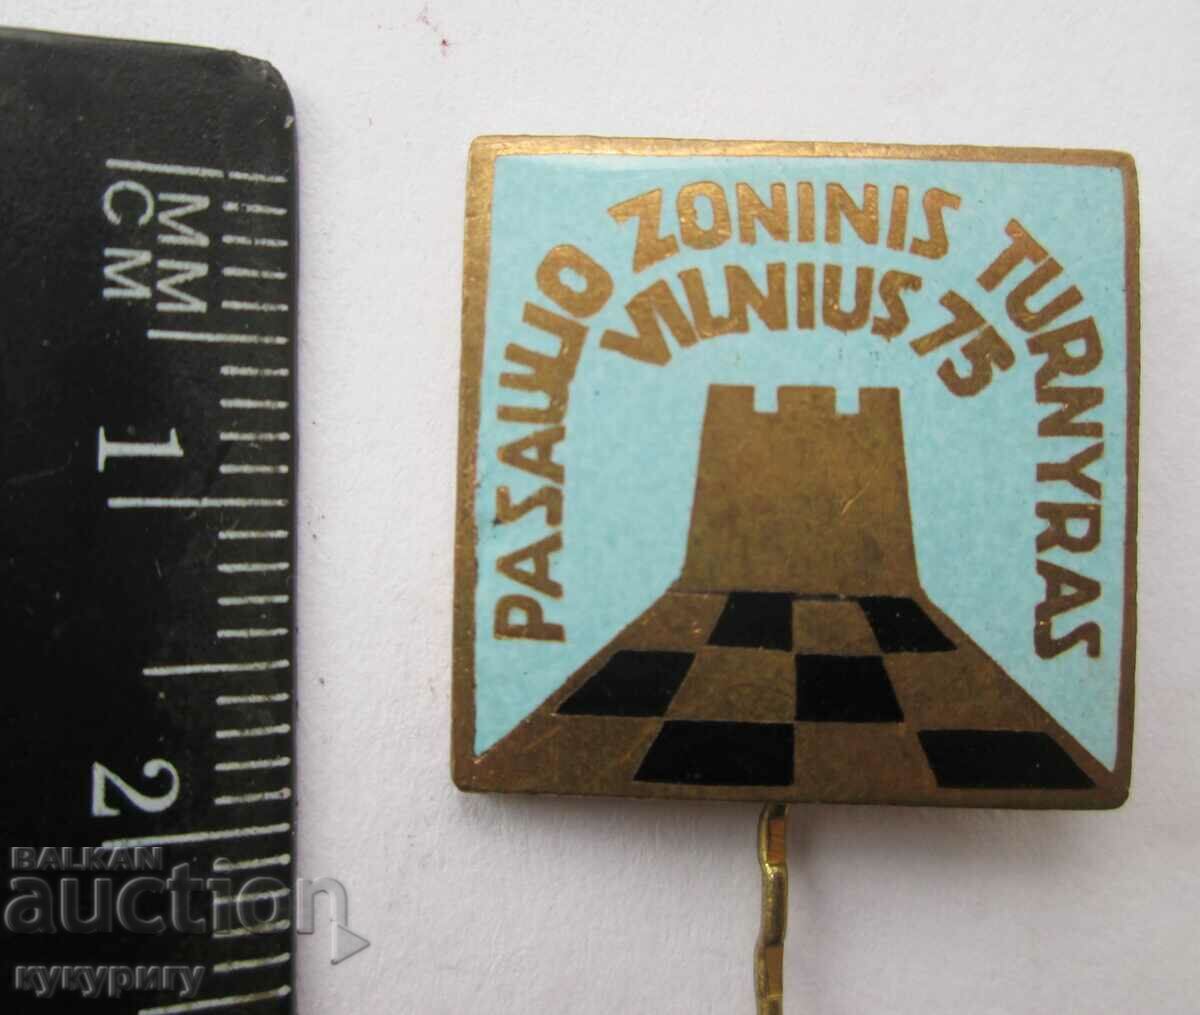 PASAULIO ZONINIS TURNYRAS
VILNIUS 75
MM
CM
1
2
BALKAN
auction
кукуригу